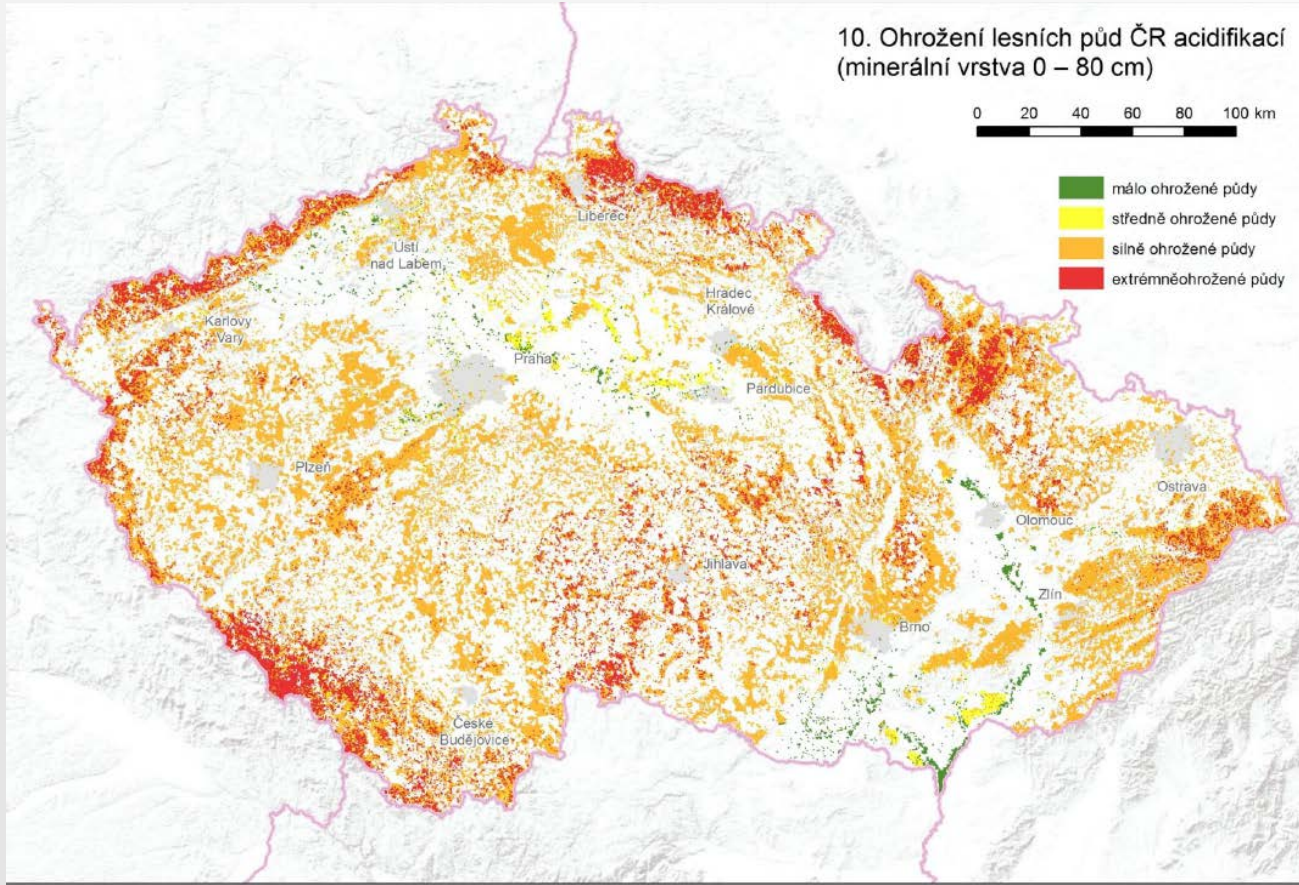 10. Ohrožení lesních půd ČR acidifikací
(minerální vrstva 0 – 80 cm)
0 20 40 60 80 100 km
málo ohrožené půdy
středně ohrožené půdy
silně ohrožené půdy
extrémněohrožené půdy
Liberec
Ústí
nad Labem
Hradec
Králové
Karlovy
Vary
Praha
Pardubice
Plzeň
Ostrava
Olomouc
Jihlava
Zlín
Brno
České
Budějovice